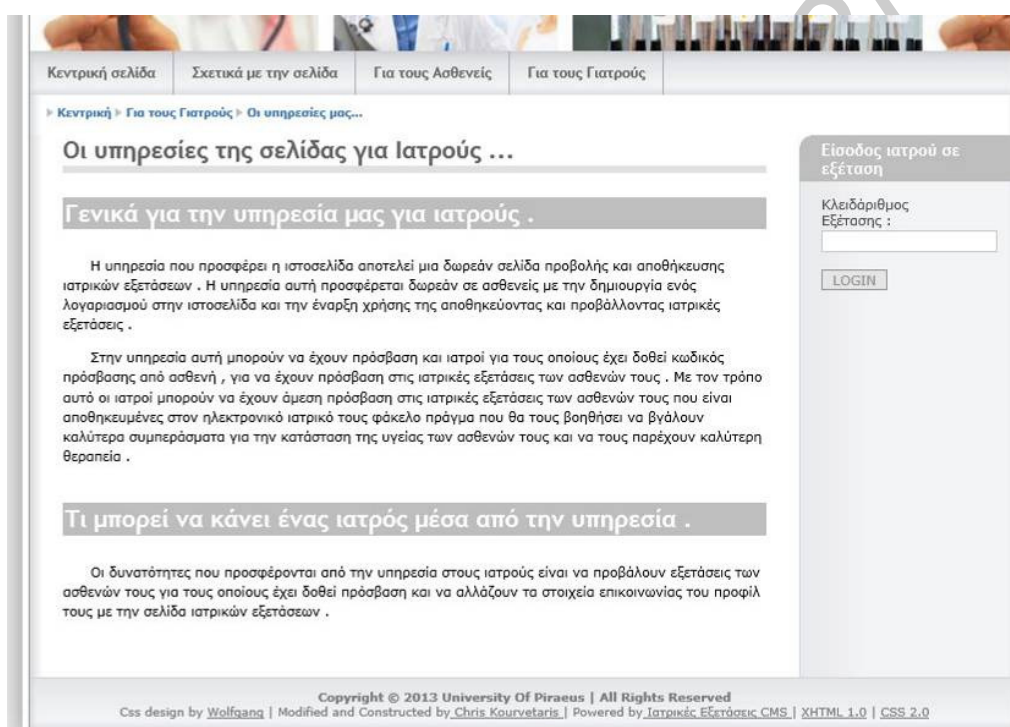 Κεντρική σελίδα
Σχετικά με την σελίδα
Για τους Ασθενείς
Για τους Γιατρούς
Κεντρική Για τους Γιατρούς Οι υπηρεσίες μας...
Οι υπηρεσίες της σελίδας για Ιατρούς ...
Γενικά για την υπηρεσία μας για ιατρούς .
Η υπηρεσία που προσφέρει η ιστοσελίδα αποτελεί μια δωρεάν σελίδα προβολής και αποθήκευσης
ιατρικών εξετάσεων . Η υπηρεσία αυτή προσφέρεται δωρεάν σε ασθενείς με την δημιουργία ενός
λογαριασμού στην ιστοσελίδα και την έναρξη χρήσης της αποθηκεύοντας και προβάλλοντας ιατρικές
εξετάσεις .
Στην υπηρεσία αυτή μπορούν να έχουν πρόσβαση και ιατροί για τους οποίους έχει δοθεί κωδικός
πρόσβασης από ασθενή , για να έχουν πρόσβαση στις ιατρικές εξετάσεις των ασθενών τους . Με τον τρόπο
αυτό οι ιατροί μπορούν να έχουν άμεση πρόσβαση στις ιατρικές εξετάσεις των ασθενών τους που είναι
αποθηκευμένες στον ηλεκτρονικό ιατρικό τους φάκελο πράγμα που θα τους βοηθήσει να βγάλουν
καλύτερα συμπεράσματα για την κατάσταση της υγείας των ασθενών τους και να τους παρέχουν καλύτερη
θεραπεία .
Τι μπορεί να κάνει ένας ιατρός μέσα από την υπηρεσία .
Οι δυνατότητες που προσφέρονται από την υπηρεσία στους ιατρούς είναι να προβάλουν εξετάσεις των
ασθενών τους για τους οποίους έχει δοθεί πρόσβαση και να αλλάζουν τα στοιχεία επικοινωνίας του προφίλ
τους με την σελίδα ιατρικών εξετάσεων .
Είσοδος ιατρού σε
εξέταση
Κλειδάριθμος
Εξέτασης :
LOGIN
Copyright © 2013 University Of Piraeus | All Rights Reserved
Css design by Wolfgang | Modified and Constructed by Chris Kourvetaris | Powered by Ιατρικές Εξετάσεις CMS | XHTML 1.0 | CSS 2.0